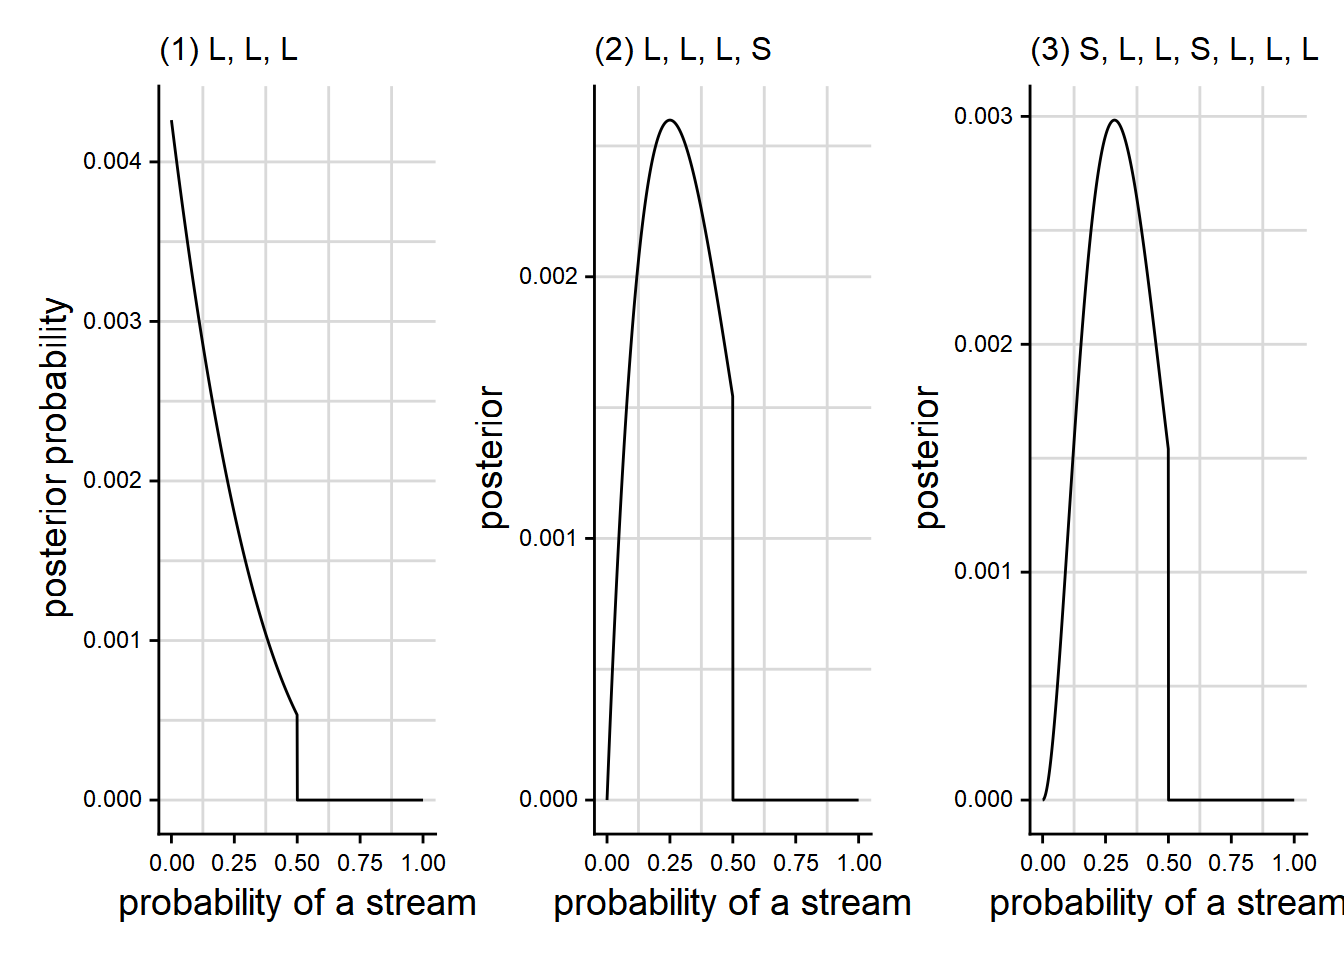 (1) L, L, L
posterior probability
0.004
0.003
0.002
0.001
0.000
0.00 0.25 0.50 0.75 1.00
probability of a stream
(2) L, L, L, S
posterior
0.002
0.001
0.000
0.00 0.25 0.50 0.75 1.00
probability of a stream
(3) S, L, L, S, L, L, L
posterior
0.003
0.002
0.001
0.000
0.00 0.25 0.50 0.75 1.00
probability of a stream